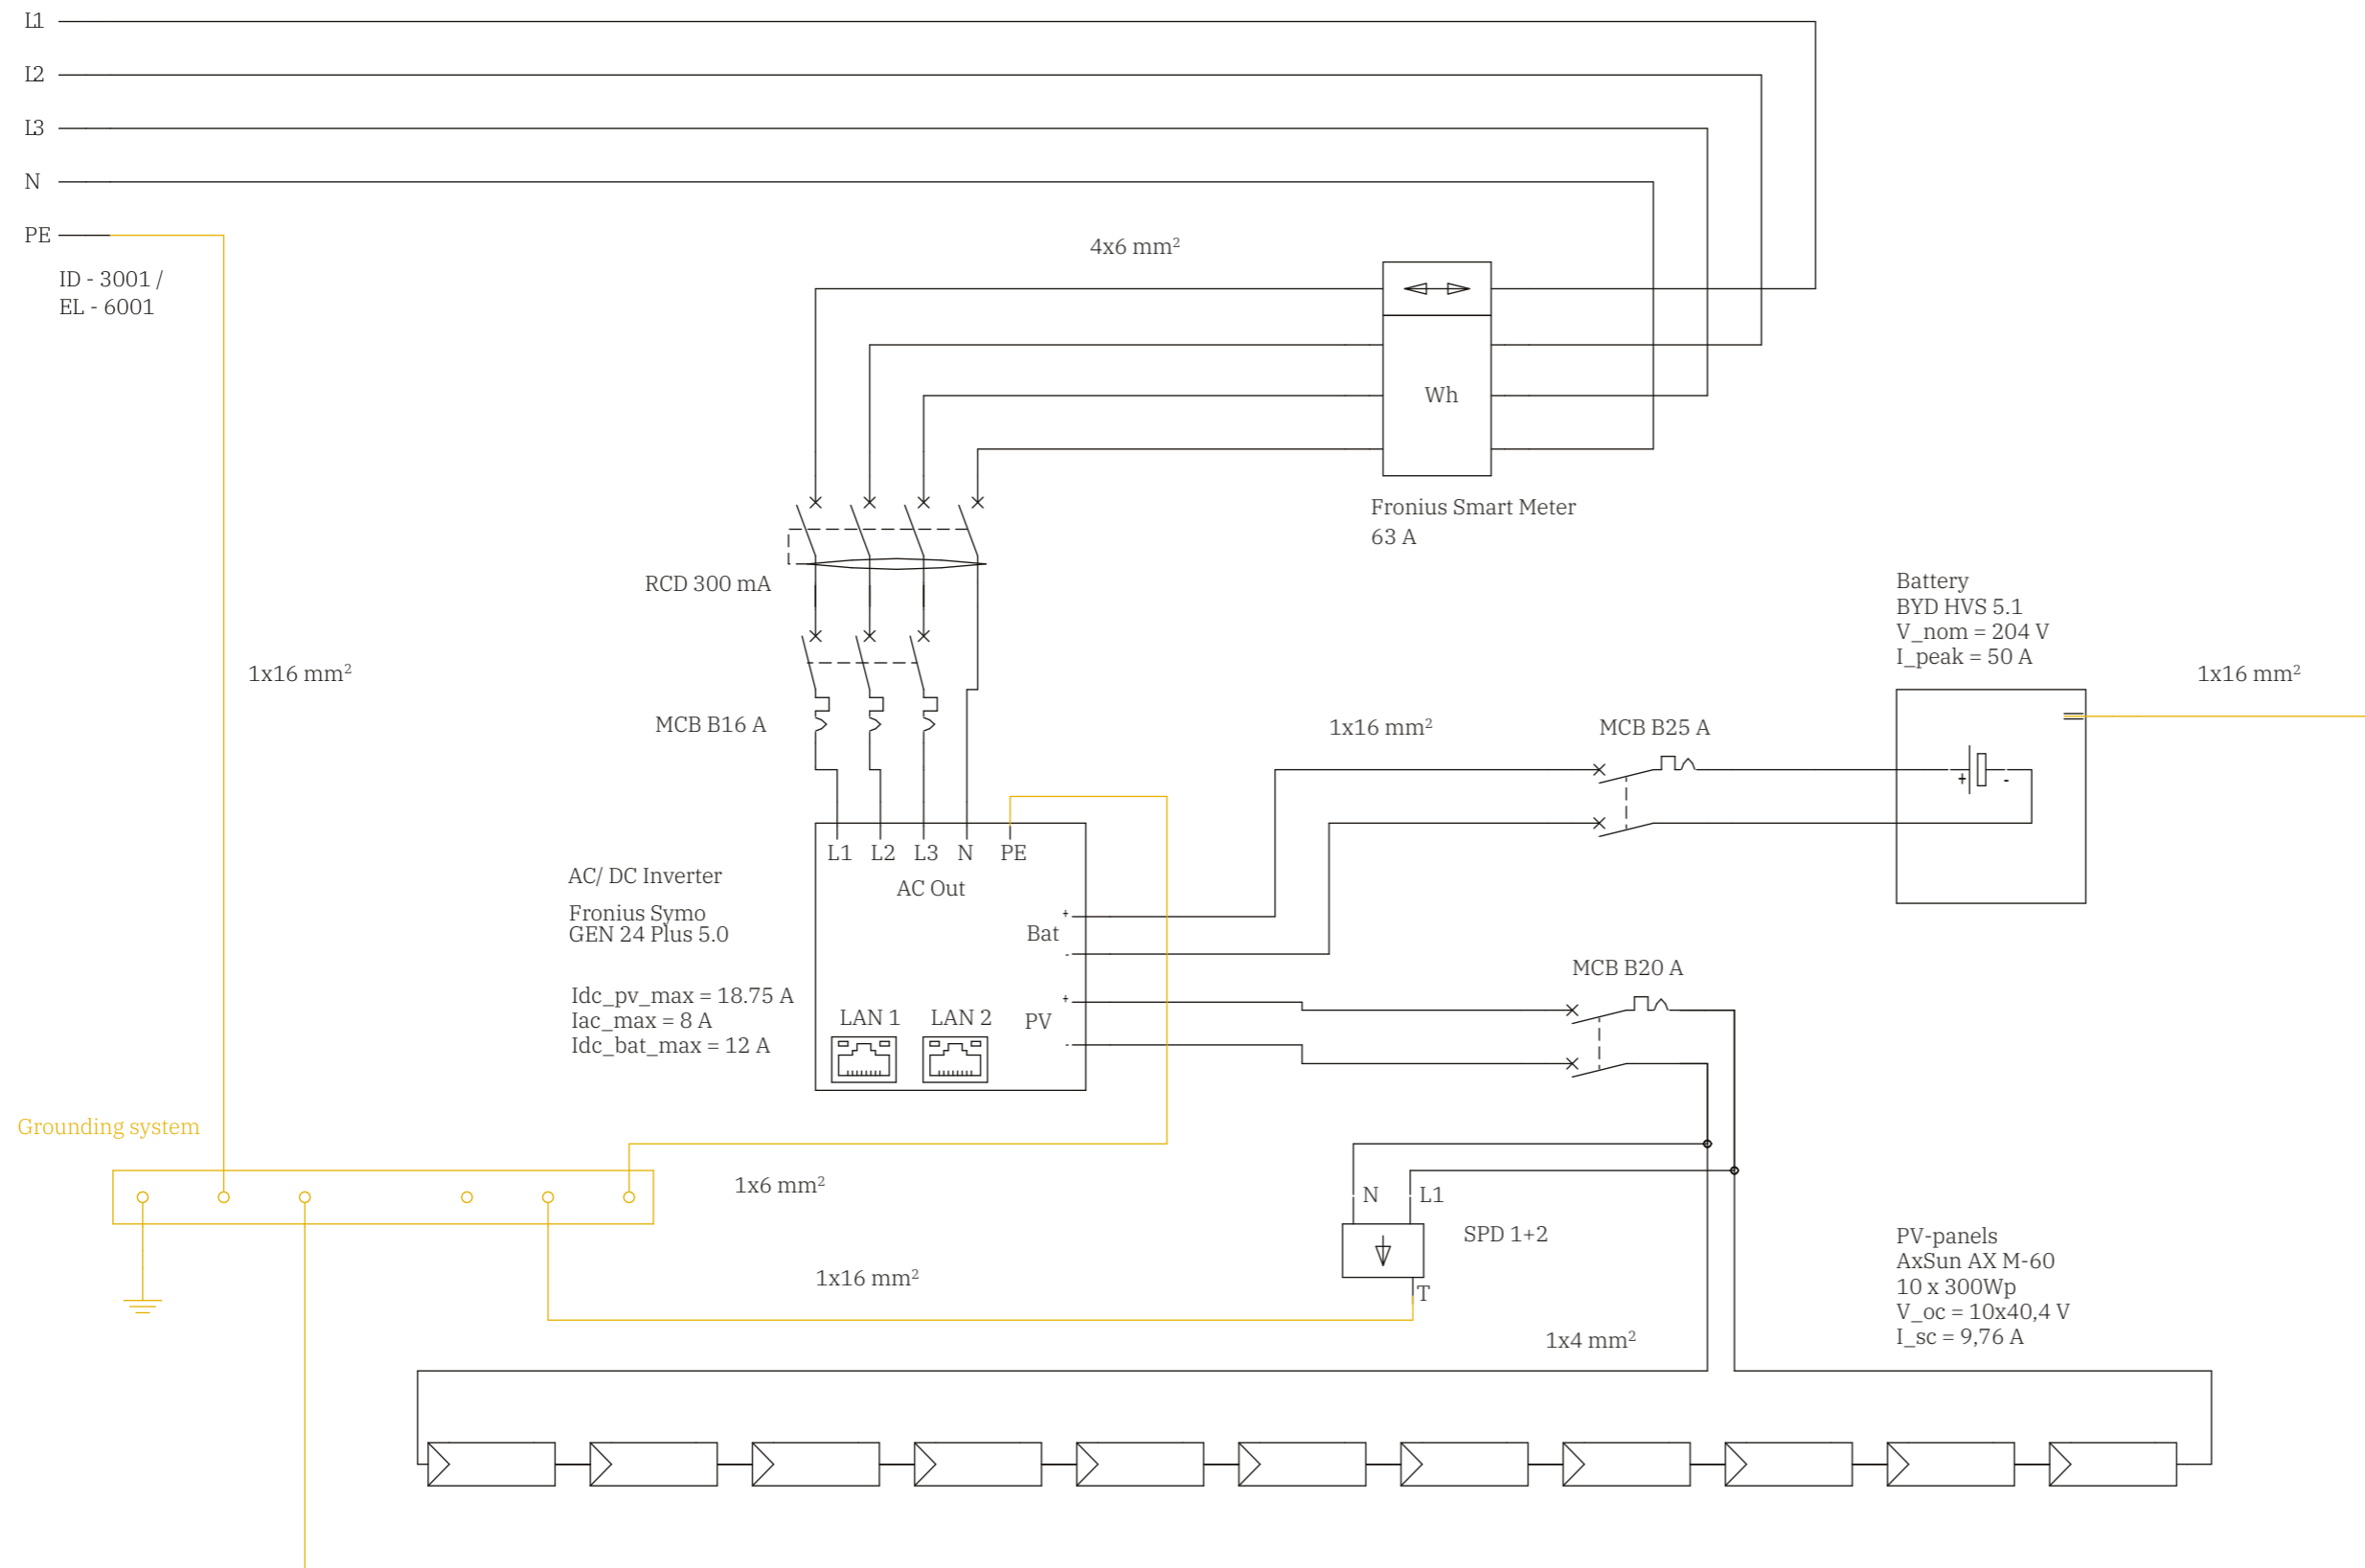 L1
L2
L3
N
PE
ID - 3001 /
EL - 6001
4x6 mm²
Wh
Fronius Smart Meter
63 A
RCD 300 mA
Battery
BYD HVS 5.1
V_nom = 204 V
I_peak = 50 A
1x16 mm²
1x16 mm²
MCB B16 A
1x16 mm²
MCB B25 A
+ -
L1 L2 L3 N PE
AC Out
AC/ DC Inverter
Fronius Symo
GEN 24 Plus 5.0
+
Bat
-
MCB B20 A
Idc_pv_max = 18.75 A
Iac_max = 8 A
Idc_bat_max = 12 A
LAN 1 LAN 2
+
PV
-
Grounding system
1x6 mm²
N L1
SPD 1+2
T
1x16 mm²
PV-panels
AxSun AX M-60
10 x 300Wp
V_oc = 10x40,4 V
I_sc = 9,76 A
1x4 mm²